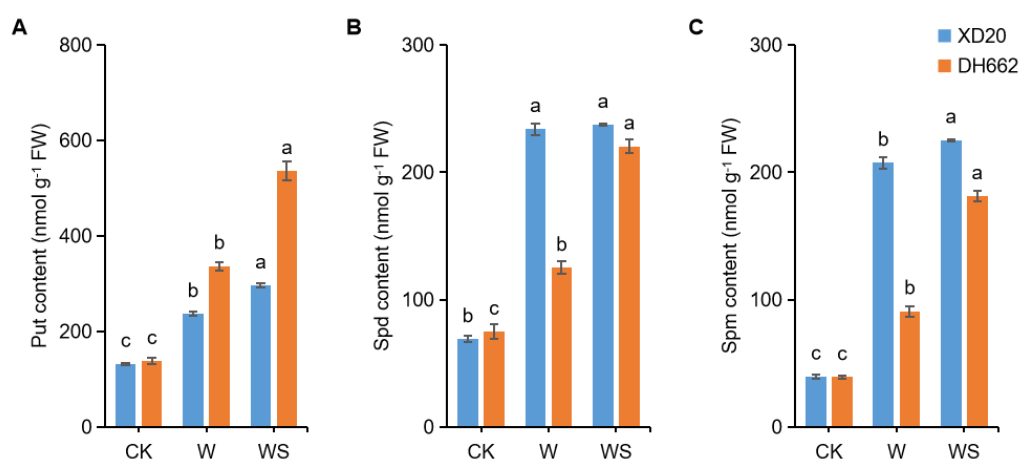 A
Put content (nmol g⁻¹ FW)
800
600
400
200
0
c
c
b
b
a
a
CK
W
WS
B
Spd content (nmol g⁻¹ FW)
300
200
100
0
b
c
a
b
a
a
CK
W
WS
C
Spm content (nmol g⁻¹ FW)
300
200
100
0
c
c
b
b
a
a
CK
W
WS
XD20
DH662